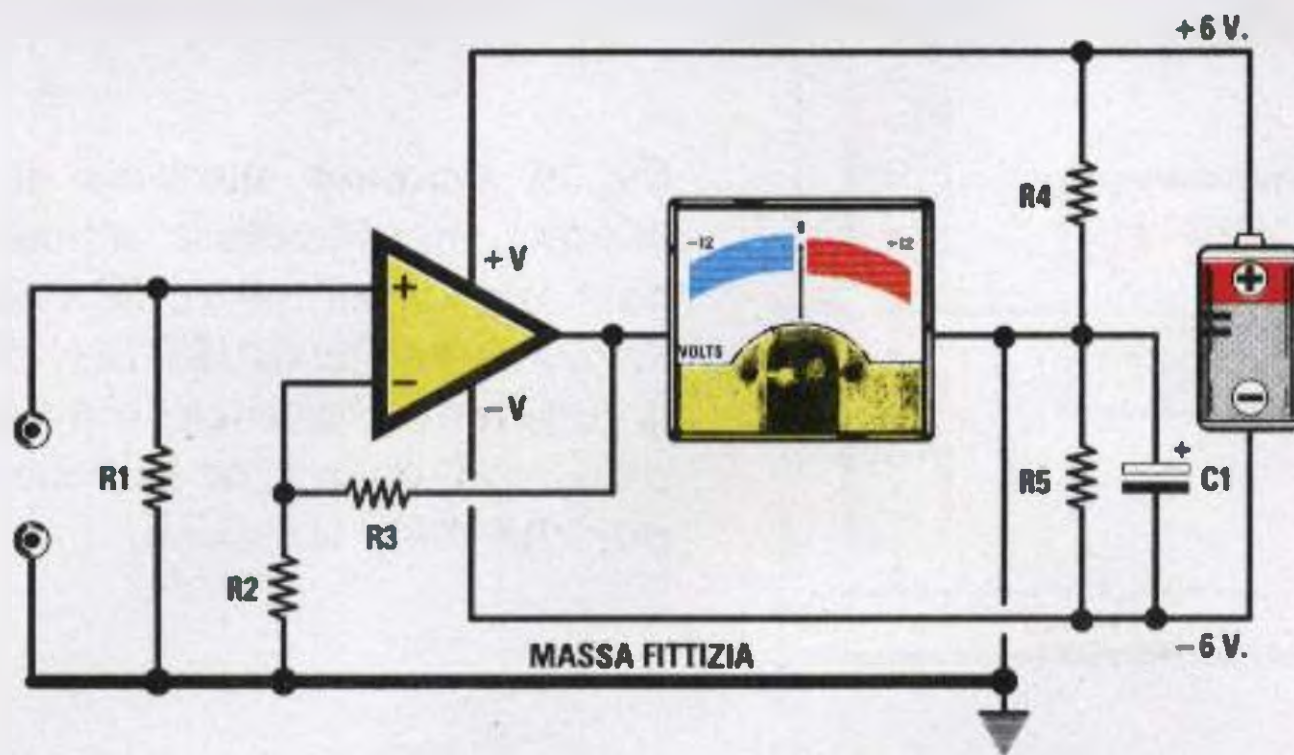 +6 V.
R4
-12
0
+12
+V
+
VOLTS
-
-V
R1
R3
R5
+
C1
R2
MASSA FITTIZIA
-6 V.
+
-